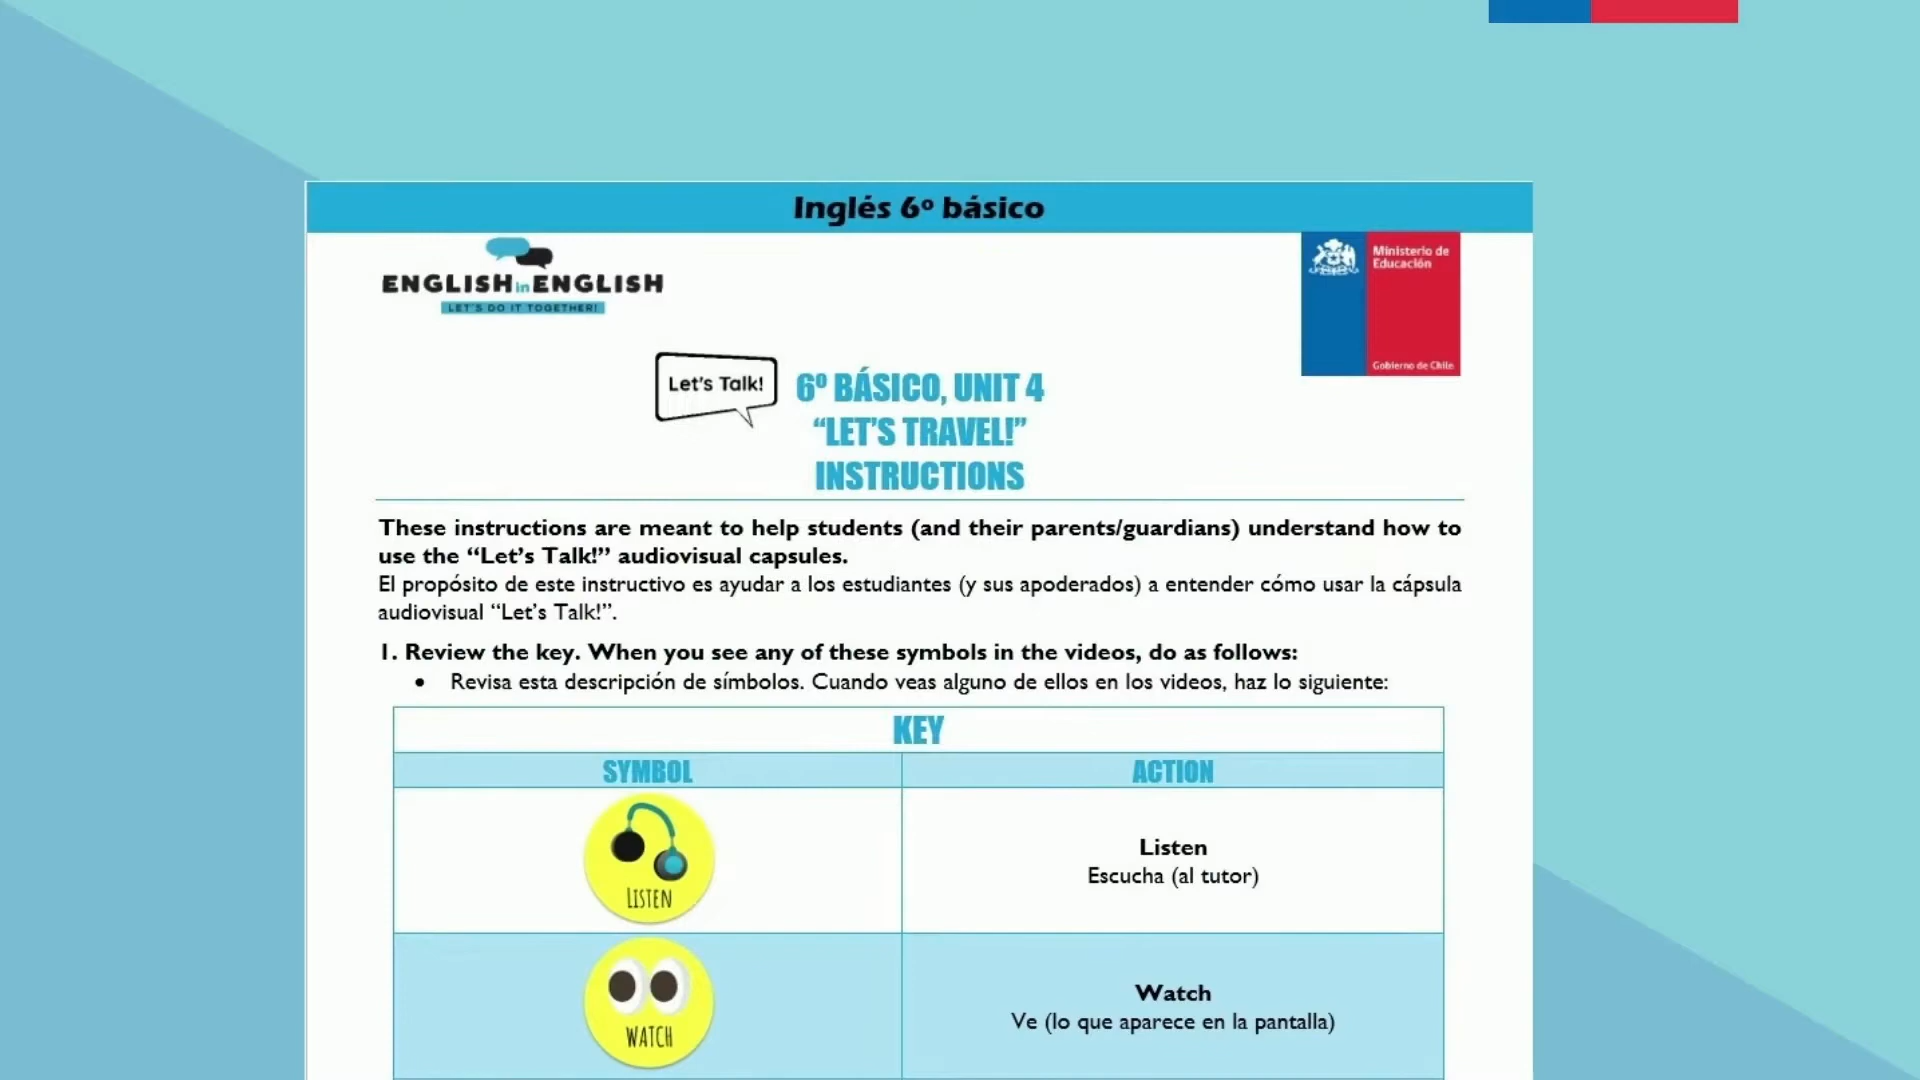 Inglés 6º básico
ENGLISH in ENGLISH
LET'S DO IT TOGETHER!
Ministerio de
Educación
Gobierno de Chile
Let's Talk!
6º BÁSICO, UNIT 4
“LET'S TRAVEL!”
INSTRUCTIONS
These instructions are meant to help students (and their parents/guardians) understand how to
use the “Let's Talk!” audiovisual capsules.
El propósito de este instructivo es ayudar a los estudiantes (y sus apoderados) a entender cómo usar la cápsula
audiovisual “Let's Talk!”.
1. Review the key. When you see any of these symbols in the videos, do as follows:
• Revisa esta descripción de símbolos. Cuando veas alguno de ellos en los videos, haz lo siguiente:
KEY
SYMBOL ACTION
LISTEN
Listen
Escucha (al tutor)
WATCH
Watch
Ve (lo que aparece en la pantalla)